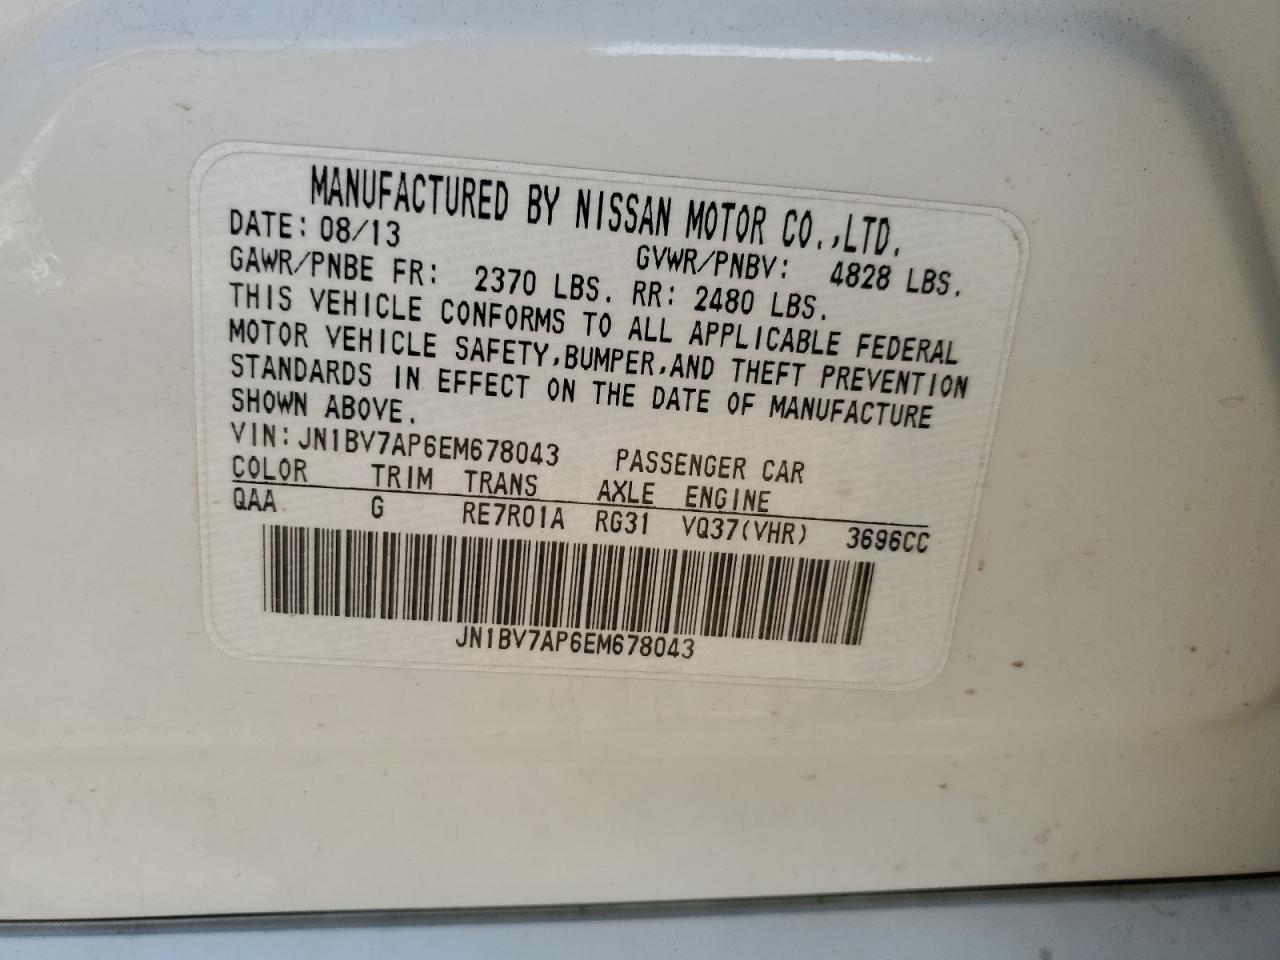 MANUFACTURED BY NISSAN MOTOR CO.,LTD.
DATE: 08/13 GVWR/PNBV: 4828 LBS.
GAWR/PNBE FR: 2370 LBS. RR: 2480 LBS.
THIS VEHICLE CONFORMS TO ALL APPLICABLE FEDERAL
MOTOR VEHICLE SAFETY,BUMPER,AND THEFT PREVENTION
STANDARDS IN EFFECT ON THE DATE OF MANUFACTURE
SHOWN ABOVE.
VIN: JN1BV7AP6EM678043 PASSENGER CAR
COLOR TRIM TRANS AXLE ENGINE
QAA G RE7R01A RG31 VQ37(VHR) 3696CC
JN1BV7AP6EM678043